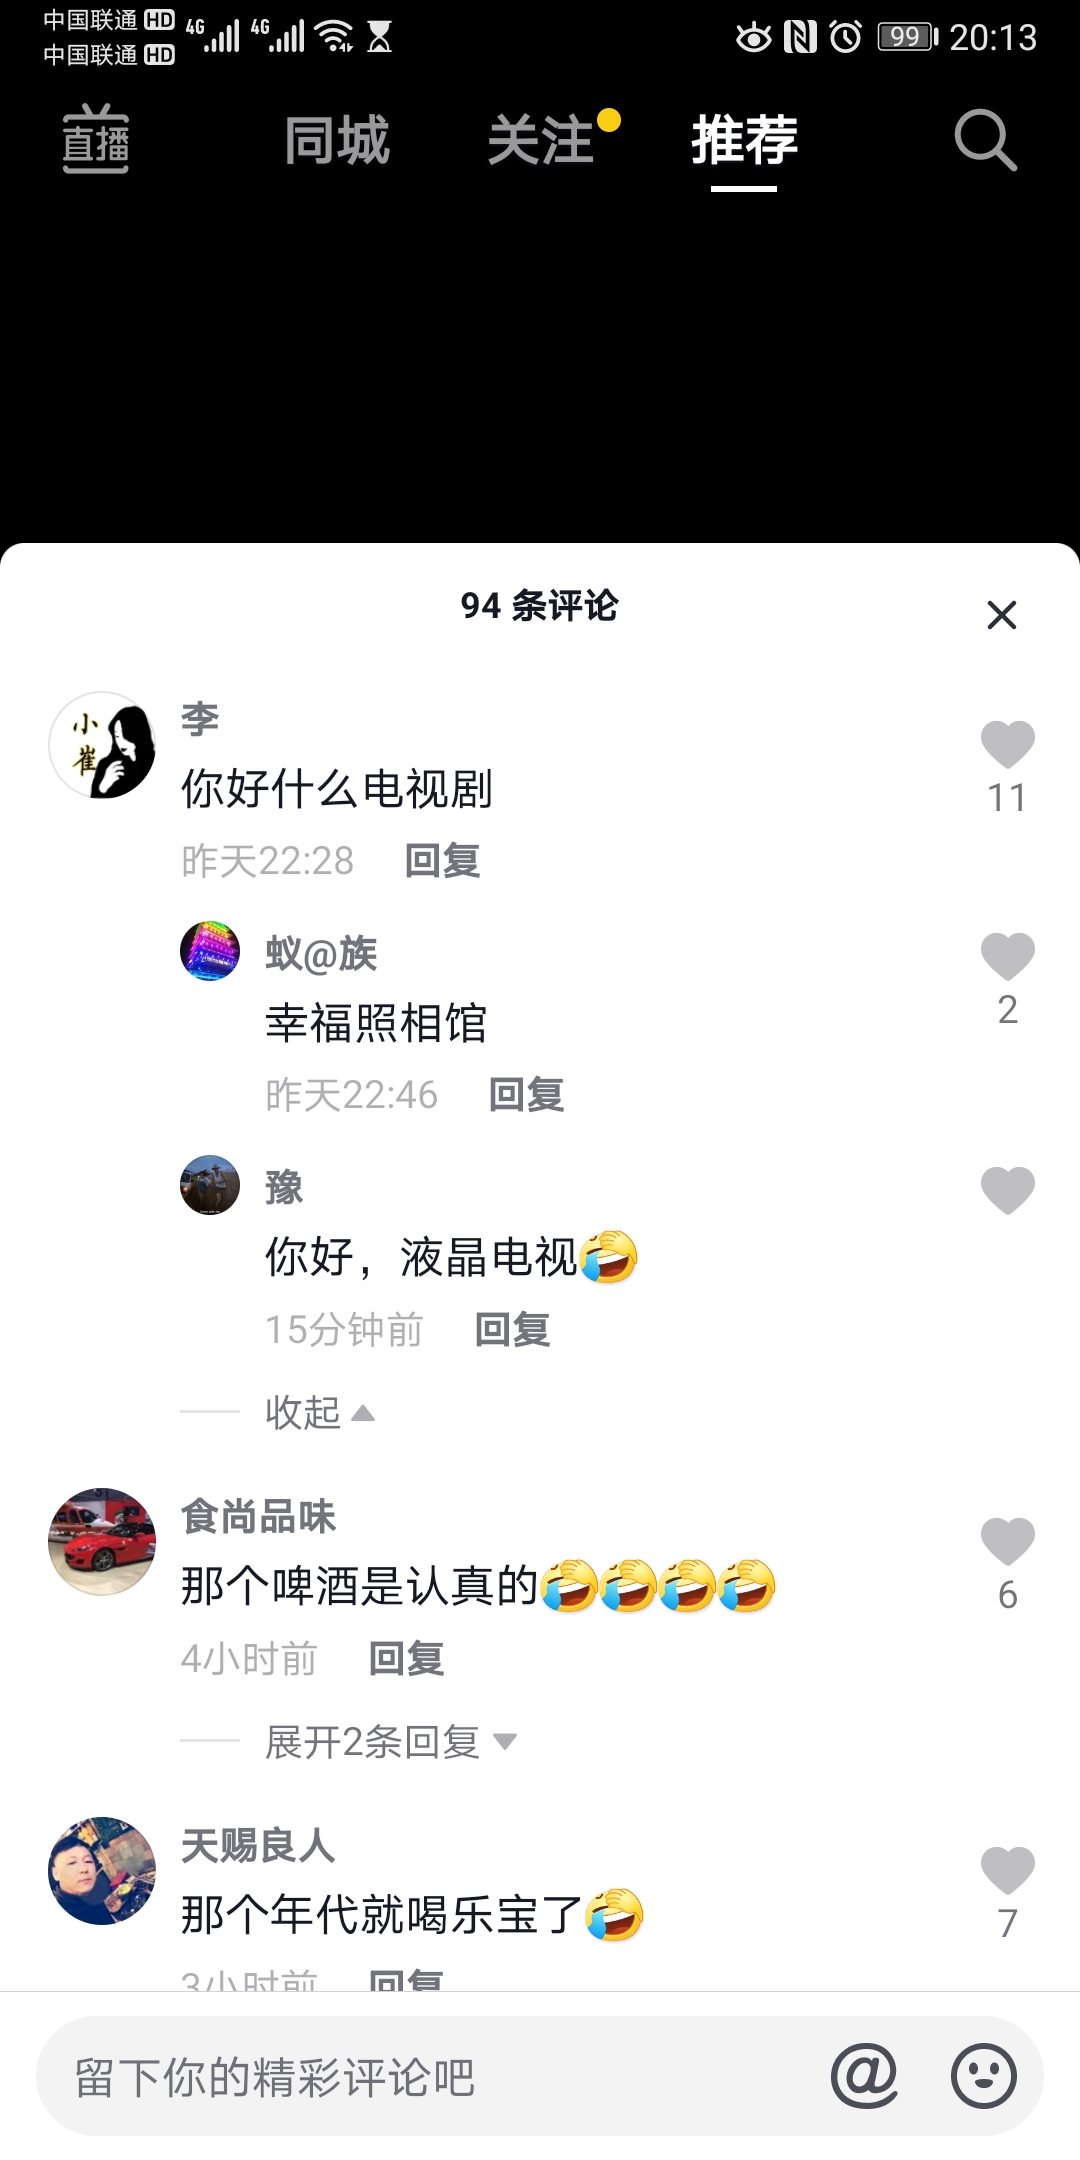 中国联通 HD 4G 4G
中国联通 HD
99 20:13
直播 同城 关注 推荐
94 条评论
小崔
李
你好什么电视剧
11
昨天22:28 回复
蚁@族
幸福照相馆
2
昨天22:46 回复
豫
你好，液晶电视🤣
15分钟前 回复
收起
食尚品味
那个啤酒是认真的🤣🤣🤣🤣
6
4小时前 回复
展开2条回复
天赐良人
那个年代就喝乐宝了🤣
7
3小时前 回复
留下你的精彩评论吧 @